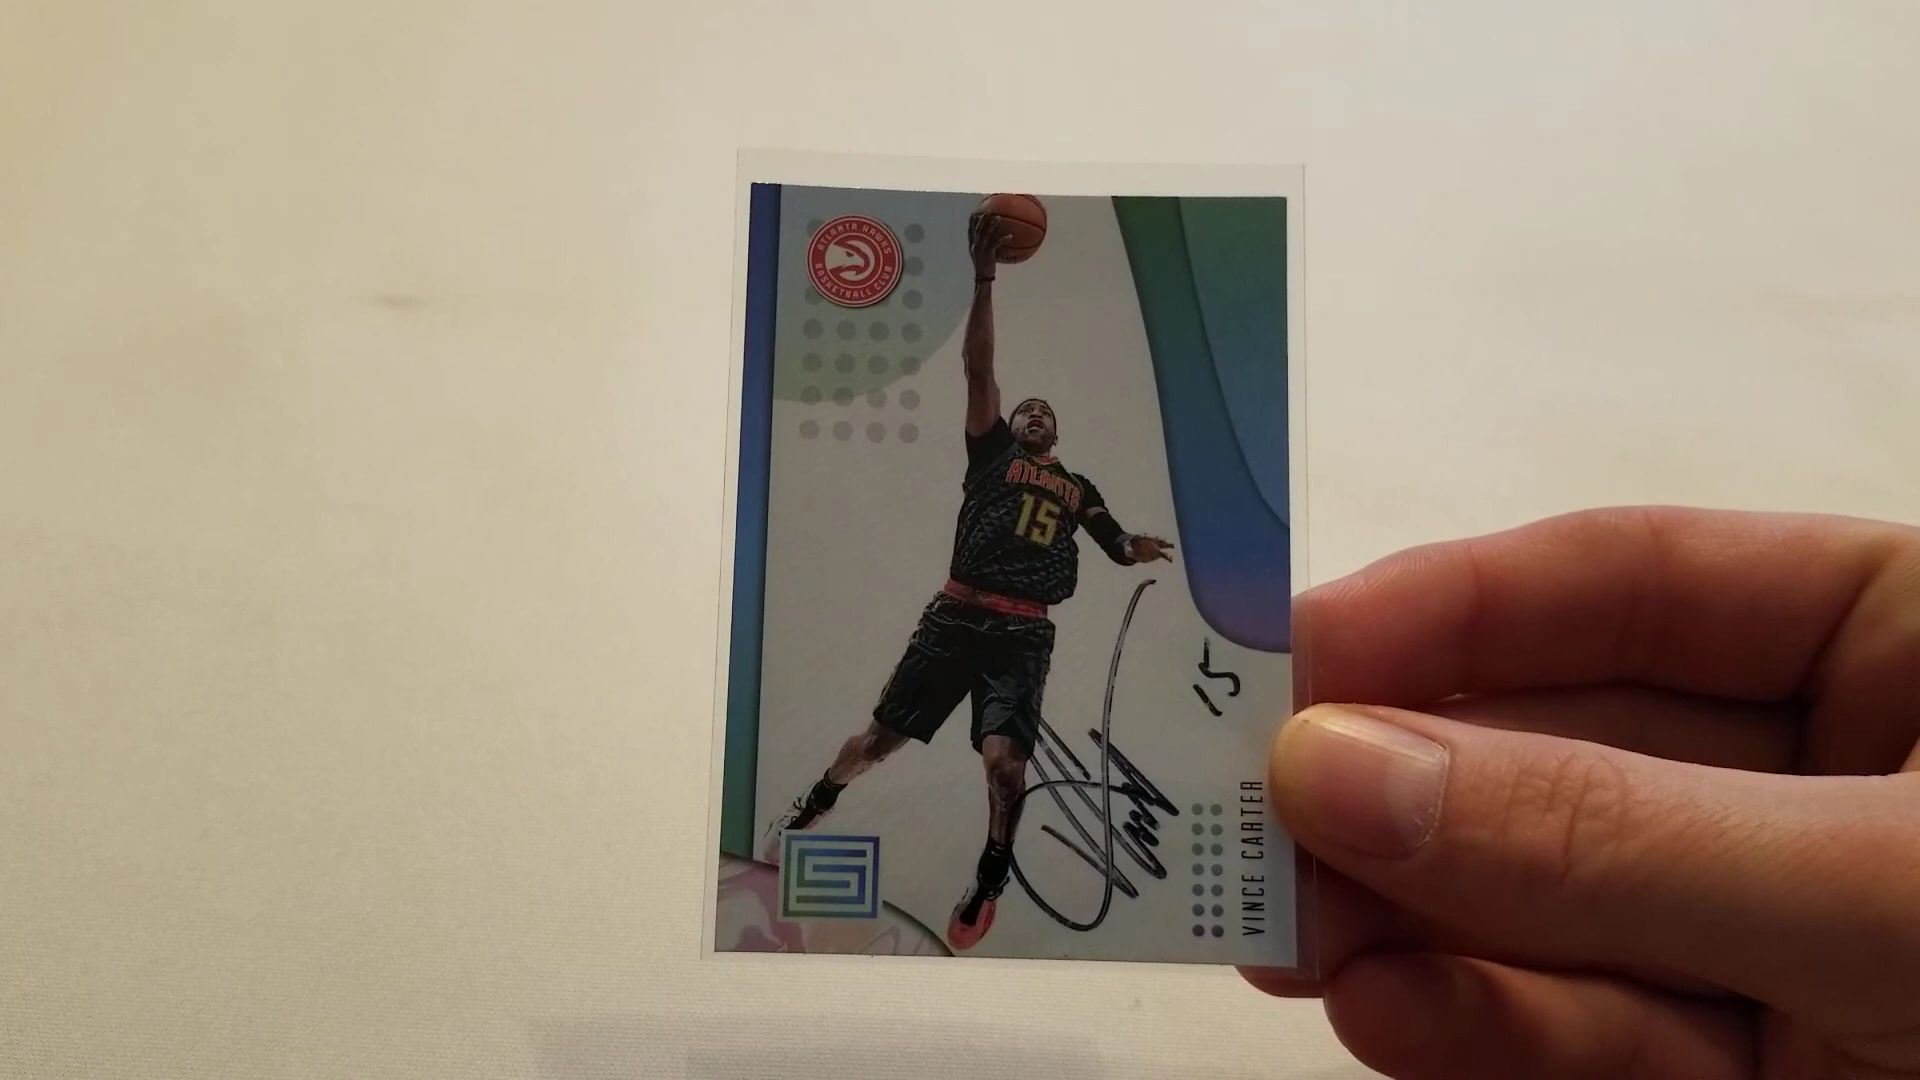 ATLANTA HAWKS
BASKETBALL CLUB
ATLANTA
15
15
VINCE CARTER